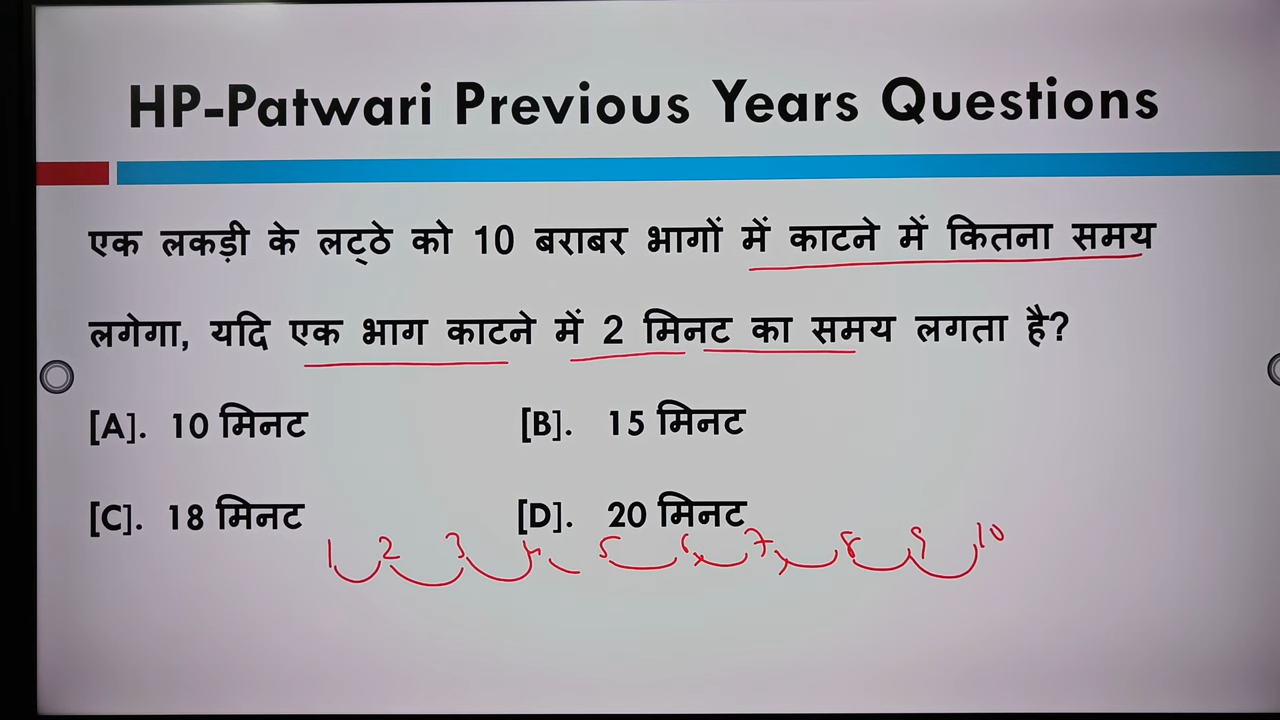 HP-Patwari Previous Years Questions
एक लकड़ी के लट्ठे को 10 बराबर भागों में काटने में कितना समय
लगेगा, यदि एक भाग काटने में 2 मिनट का समय लगता है?
[A]. 10 मिनट [B]. 15 मिनट
[C]. 18 मिनट [D]. 20 मिनट
1 2 3 4 5 6 7 8 9 10